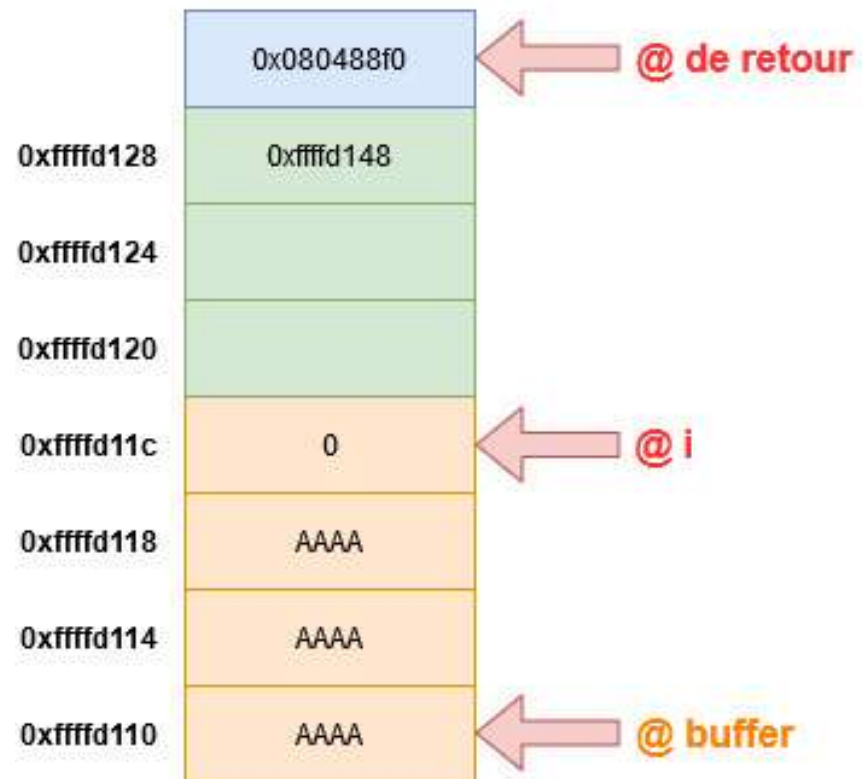 0x080488f0 @ de retour
0xffffd128 0xffffd148
0xffffd124
0xffffd120
0xffffd11c 0 @ i
0xffffd118 AAAA
0xffffd114 AAAA
0xffffd110 AAAA @ buffer